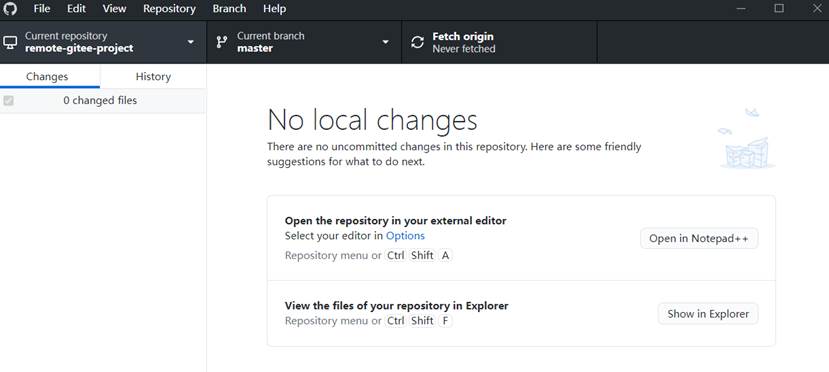 File Edit View Repository Branch Help
Current repository
remote-gitee-project
Current branch
master
Fetch origin
Never fetched
Changes History
0 changed files
No local changes
There are no uncommitted changes in this repository. Here are some friendly
suggestions for what to do next.
Open the repository in your external editor
Select your editor in Options
Repository menu or Ctrl Shift A
Open in Notepad++
View the files of your repository in Explorer
Repository menu or Ctrl Shift F
Show in Explorer